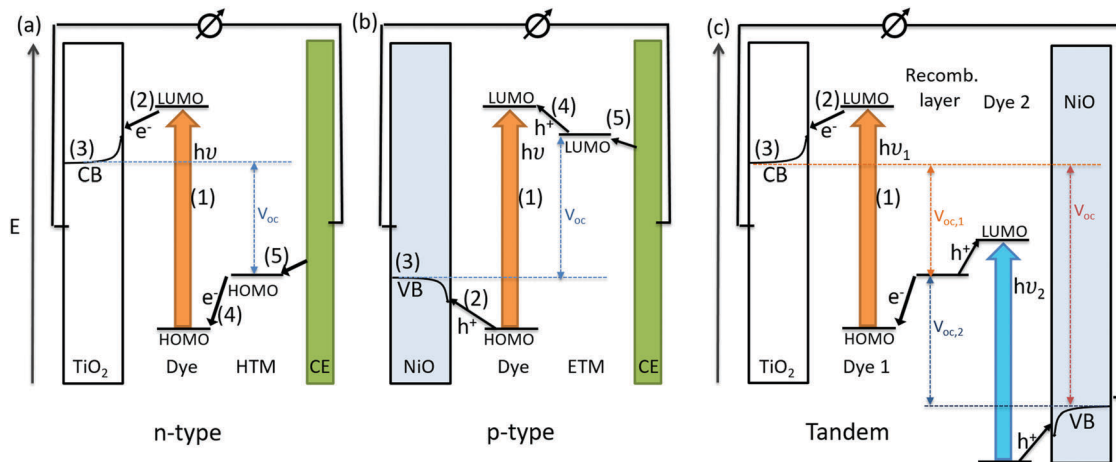 (a)
E
(2)
LUMO
e-
(3)
CB
hυ
(1)
Voc
(5)
HOMO
e-
(4)
HOMO
TiO2
Dye
HTM
CE
n-type
(b)
LUMO
(4)
h+
(5)
LUMO
hυ
(1)
Voc
(3)
VB
(2)
h+
HOMO
NiO
Dye
ETM
CE
p-type
(c)
Recomb.
layer
Dye 2
NiO
(2)
LUMO
e-
(3)
CB
hυ1
(1)
Voc,1
Voc
LUMO
h+
e-
hυ2
Voc,2
HOMO
TiO2
Dye 1
VB
h+
Tandem